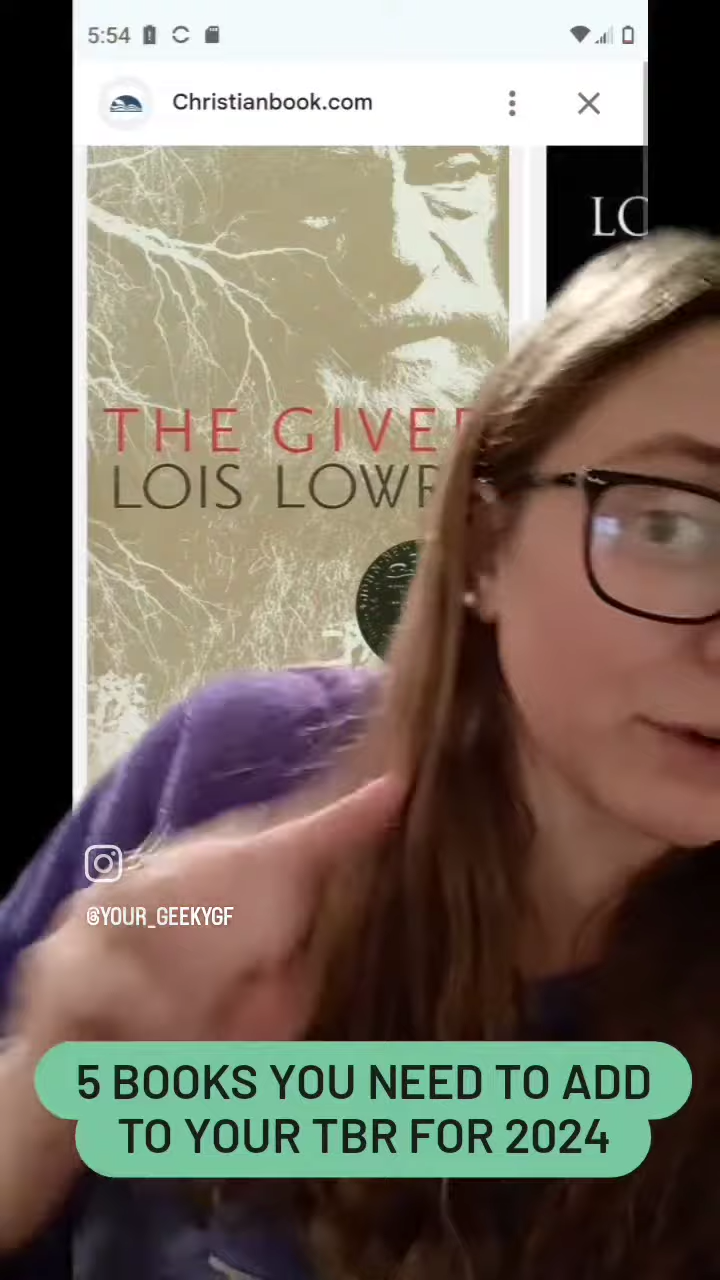 5:54
Christianbook.com
LO
THE GIVE
LOIS LOW
@YOUR_GEEKYGF
5 BOOKS YOU NEED TO ADD
TO YOUR TBR FOR 2024